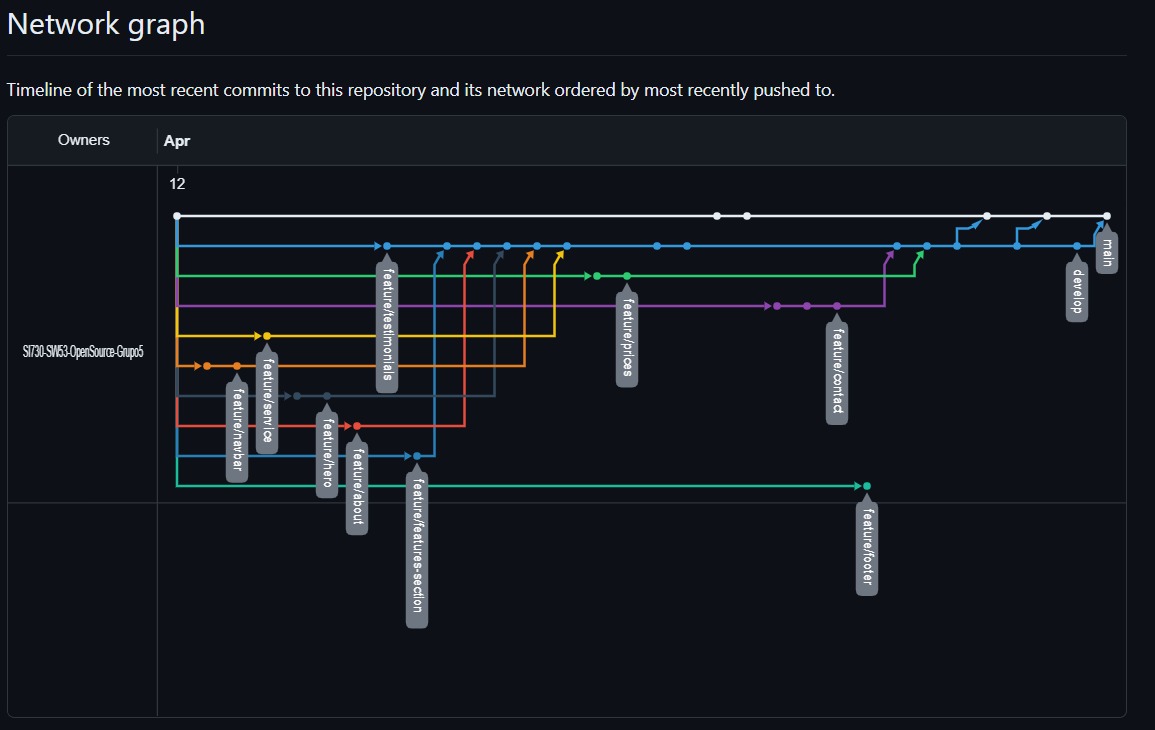 Network graph
Timeline of the most recent commits to this repository and its network ordered by most recently pushed to.
Owners
Apr
12
main
develop
feature/testimonials
feature/prices
feature/contact
SI730-SW53-OpenSource-Grupo5
feature/service
feature/navbar
feature/hero
feature/about
feature/features-section
feature/footer